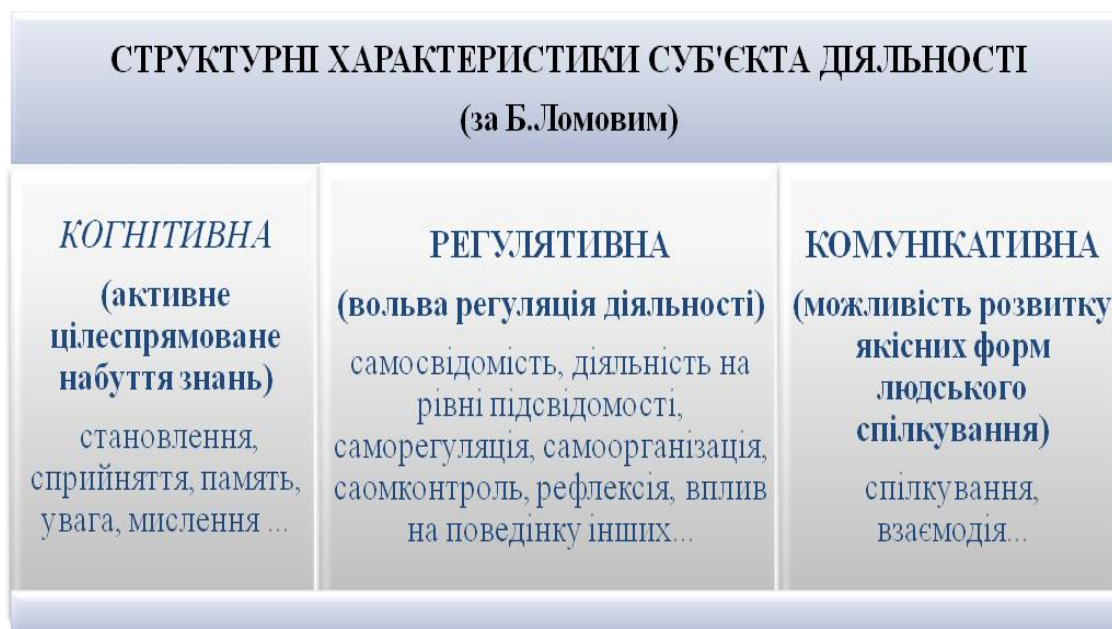 СТРУКТУРНІ ХАРАКТЕРИСТИКИ СУБ'ЄКТА ДІЯЛЬНОСТІ
(за Б.Ломовим)
КОГНІТИВНА
(активне
цілеспрямоване
набуття знань)
становлення,
сприйняття, память,
увага, мислення ...
РЕГУЛЯТИВНА
(вольва регуляція діяльності)
самосвідомість, діяльність на
рівні підсвідомості,
саморегуляція, самоорганізація,
саомконтроль, рефлексія, вплив
на поведінку інших...
КОМУНІКАТИВНА
(можливість розвитку
якісних форм
людського
спілкування)
спілкування,
взаємодія...